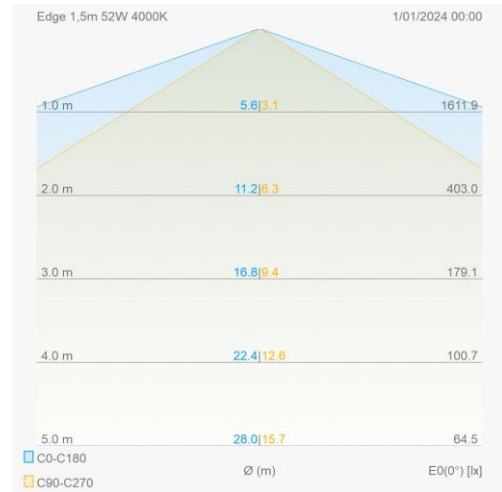 Edge 1,5m 52W 4000K 1/01/2024 00:00
1.0 m 5.6|3.1 1611.9
2.0 m 11.2|6.3 403.0
3.0 m 16.8|9.4 179.1
4.0 m 22.4|12.6 100.7
5.0 m 28.0|15.7 64.5
C0-C180
Ø (m) E0(0°) [lx]
C90-C270